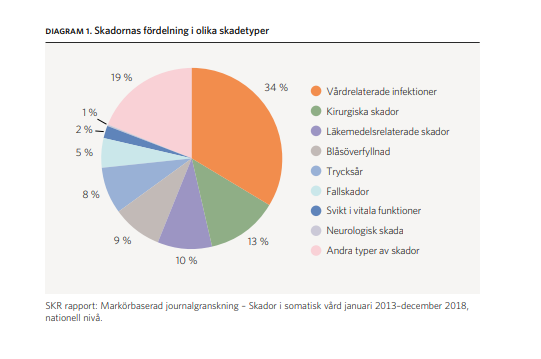 DIAGRAM 1. Skadornas fördelning i olika skadetyper
19 %
34 %
1 %
2 %
5 %
8 %
9 %
10 %
13 %
Vårdrelaterade infektioner
Kirurgiska skador
Läkemedelsrelaterade skador
Blåsöverfyllnad
Trycksår
Fallskador
Svikt i vitala funktioner
Neurologisk skada
Andra typer av skador
SKR rapport: Markörbaserad journalgranskning – Skador i somatisk vård januari 2013–december 2018,
nationell nivå.